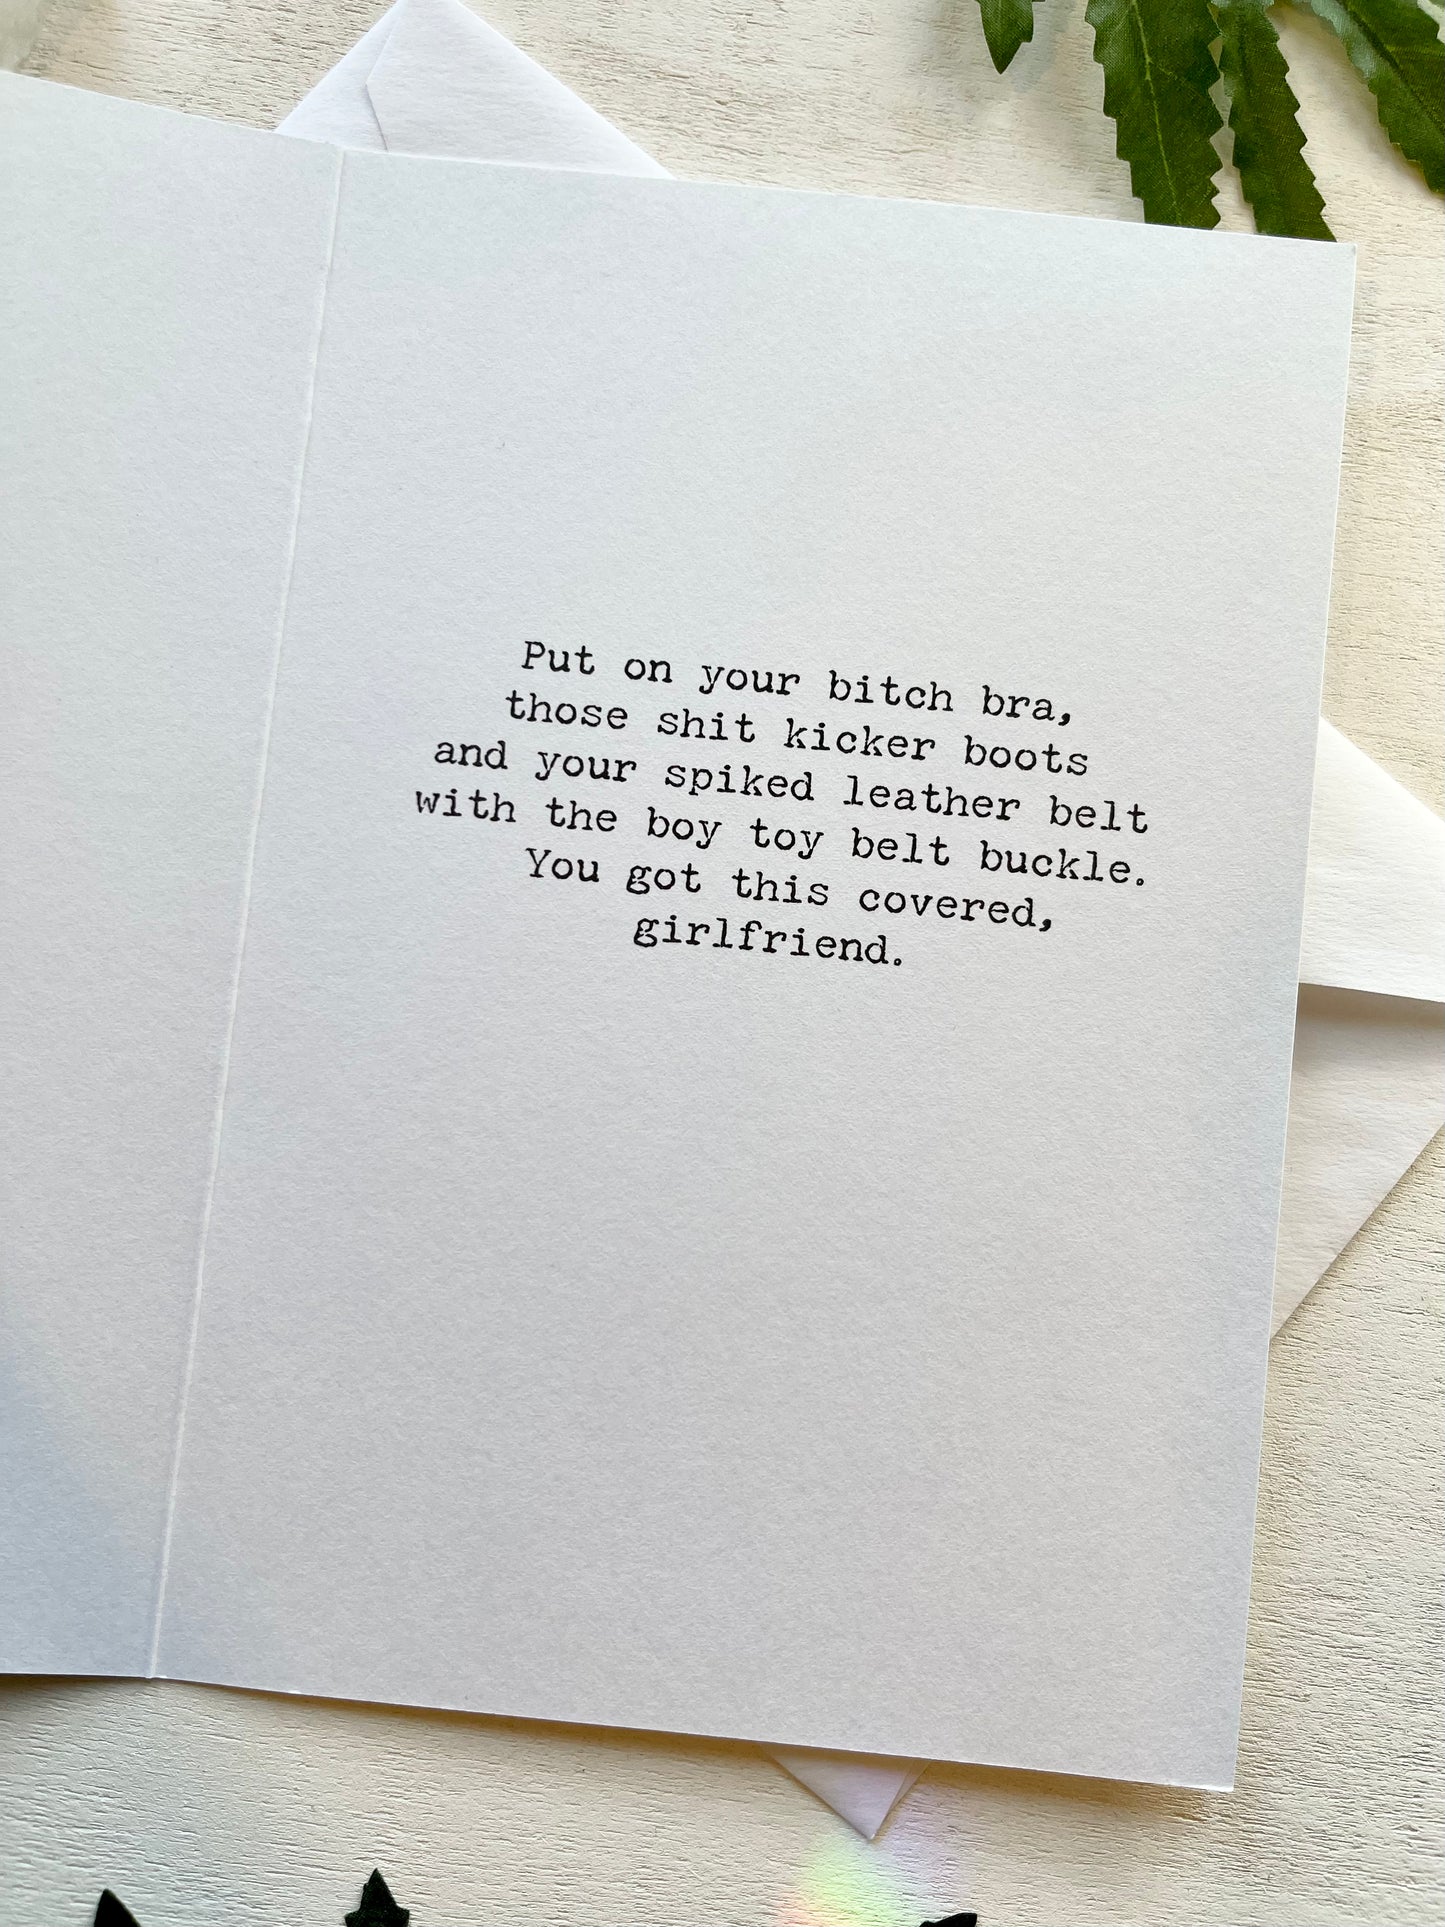 Put on your bitch bra,
those shit kicker boots
and your spiked leather belt
with the boy toy belt buckle.
You got this covered,
girlfriend.